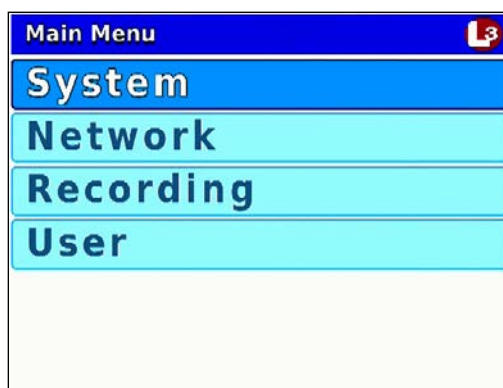 Main Menu
L3
System
Network
Recording
User